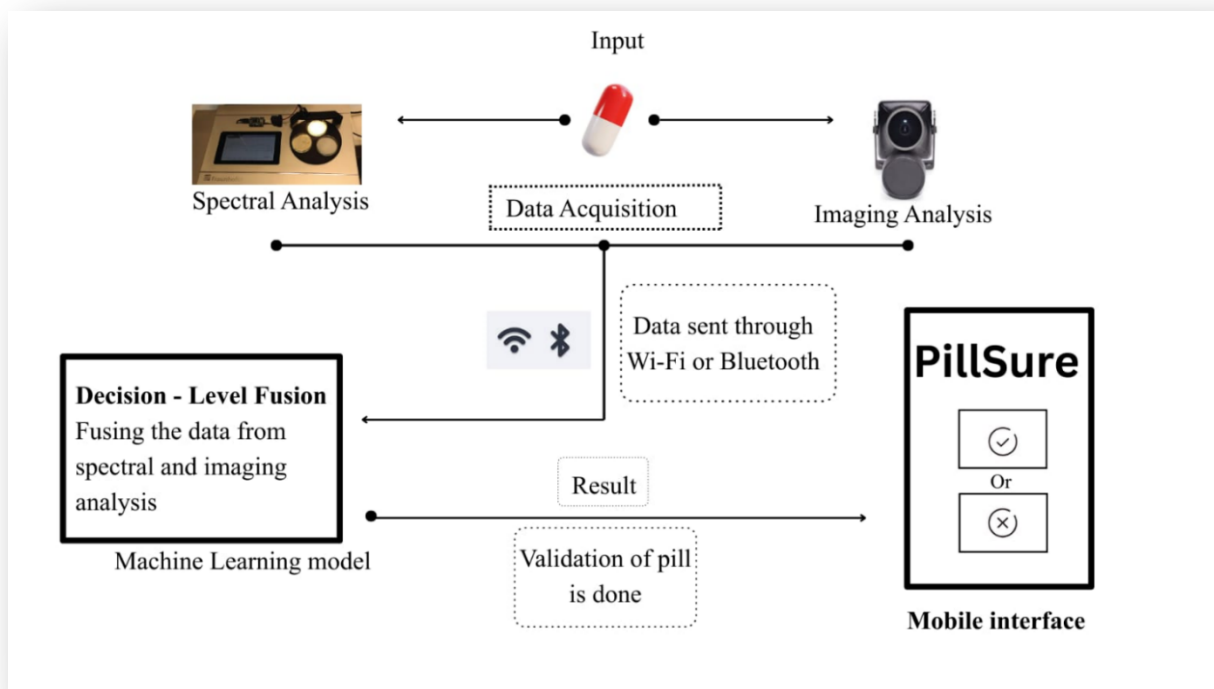 Input
Spectral Analysis
Data Acquisition
Imaging Analysis
Data sent through
Wi-Fi or Bluetooth
Decision - Level Fusion
Fusing the data from
spectral and imaging
analysis
Machine Learning model
Result
Validation of pill
is done
PillSure
Or
Mobile interface